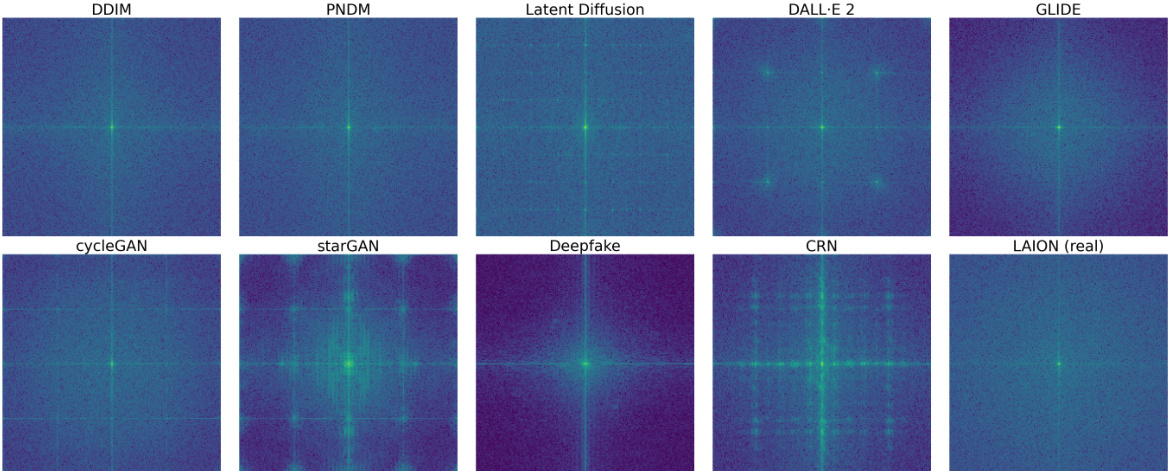 DDIM PNDM Latent Diffusion DALL·E 2 GLIDE
cycleGAN starGAN Deepfake CRN LAION (real)